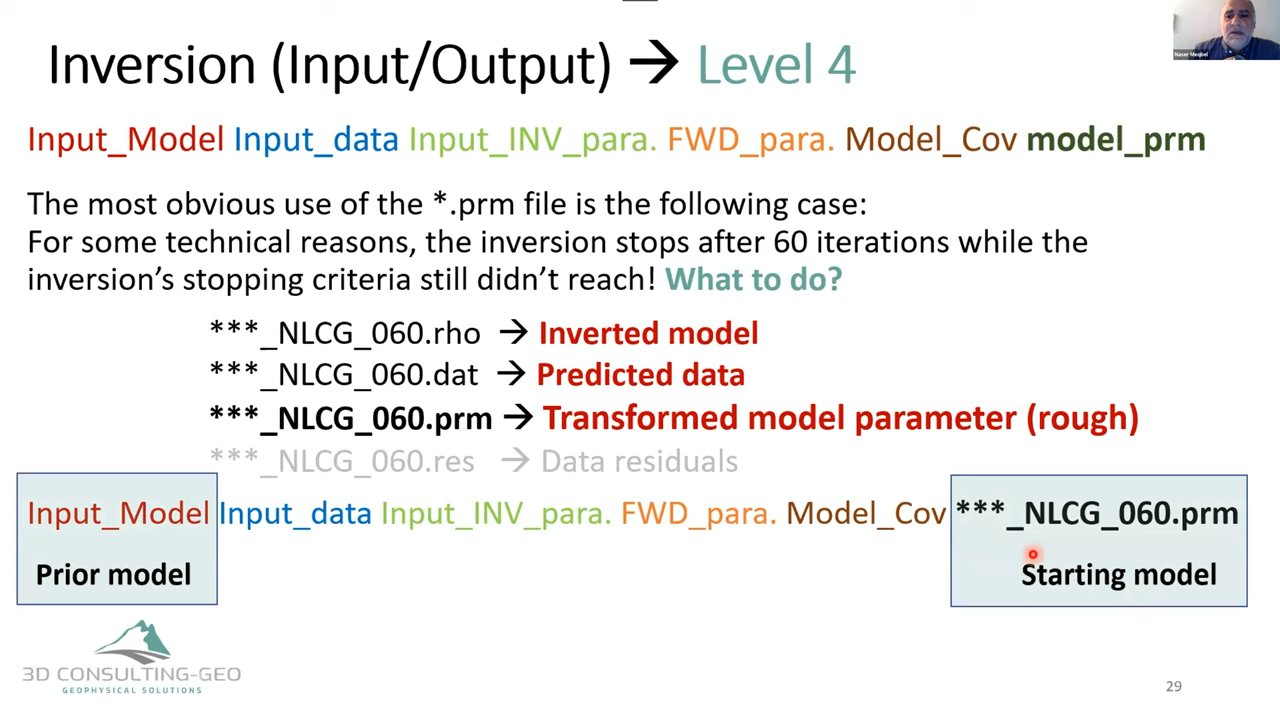 Inversion (Input/Output) → Level 4
Naser Meqbel
Input_Model Input_data Input_INV_para. FWD_para. Model_Cov model_prm
The most obvious use of the *.prm file is the following case:
For some technical reasons, the inversion stops after 60 iterations while the
inversion's stopping criteria still didn't reach! What to do?
***_NLCG_060.rho → Inverted model
***_NLCG_060.dat → Predicted data
***_NLCG_060.prm → Transformed model parameter (rough)
***_NLCG_060.res → Data residuals
Input_Model Input_data Input_INV_para. FWD_para. Model_Cov ***_NLCG_060.prm
Prior model
Starting model
3D CONSULTING-GEO
GEOPHYSICAL SOLUTIONS
29